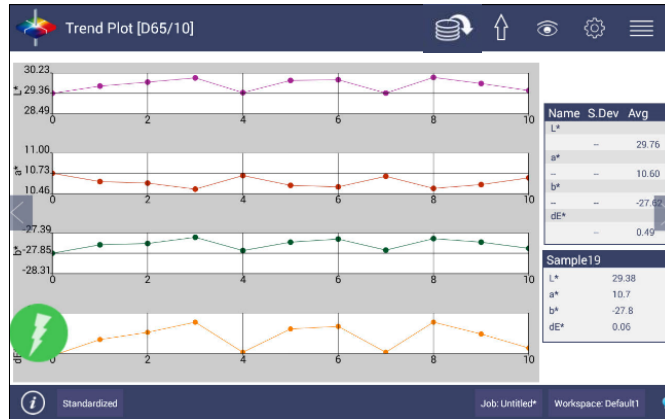 Trend Plot [D65/10]
30.23
L* 29.36
28.49
0 2 4 6 8 10
11.00
a* 10.73
10.46
0 2 4 6 8 10
-27.39
b* -27.85
-28.31
0 2 4 6 8 10
dE
2 4 6 8 10
Name S.Dev Avg
L*
-- 29.76
a*
-- -- 10.60
b*
-- -- -27.62
dE*
-- 0.49
Sample19
L* 29.38
a* 10.7
b* -27.8
dE* 0.06
i Standardized Job: Untitled* Workspace: Default1